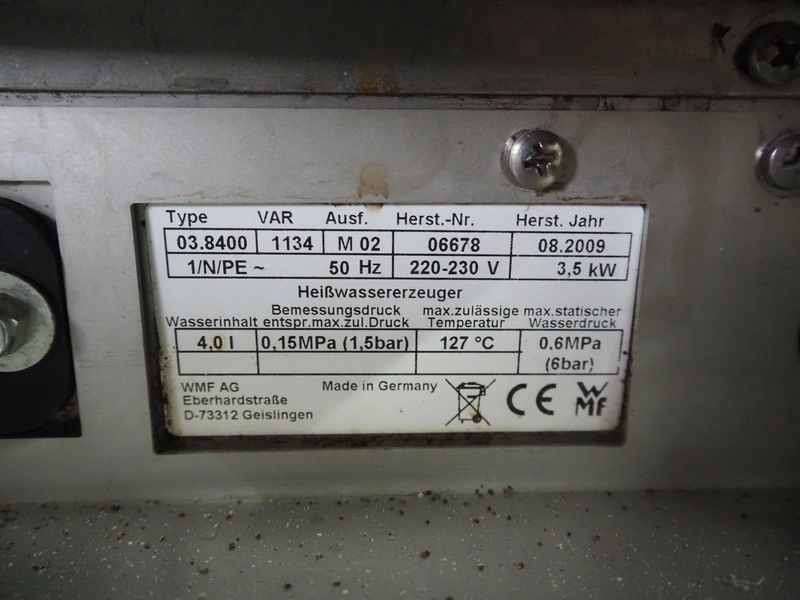 Type VAR Ausf. Herst.-Nr. Herst. Jahr
03.8400 1134 M 02 06678 08.2009
1/N/PE ~ 50 Hz 220-230 V 3,5 kW
Heißwassererzeuger
Bemessungsdruck max.zulässige max.statischer
Wasserinhalt entspr.max.zul.Druck Temperatur Wasserdruck
4,0 l 0,15MPa (1,5bar) 127 °C 0.6MPa
(6bar)
WMF AG Made in Germany
Eberhardstraße
D-73312 Geislingen
CE
WMF